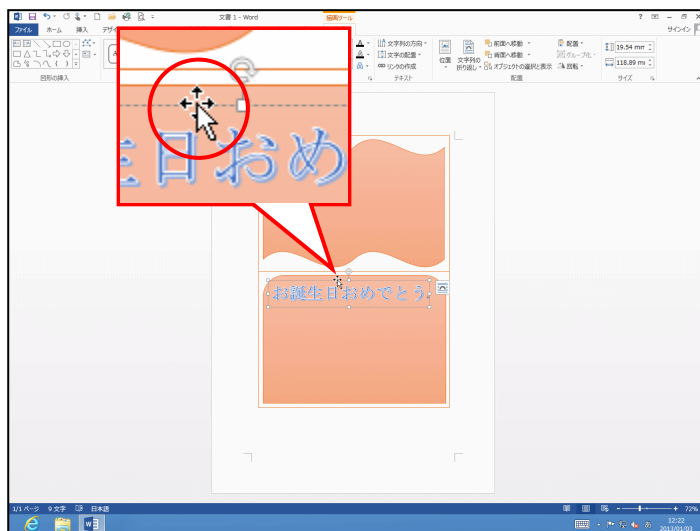 文書 1 - Word
描画ツール
ファイル
ホーム
挿入
サインイン
文字列の方向
文字の配置
リンクの作成
テキスト
図形の挿入
位置
文字列の
折り返し
前面へ移動
背面へ移動
オブジェクトの選択と表示
配置
グループ化
回転
配置
19.54 mm
118.89 mm
サイズ
生日おめ
お誕生日おめでとう
1/1 ページ
9 文字
日本語
72%
あ
12:22
2013/01/03